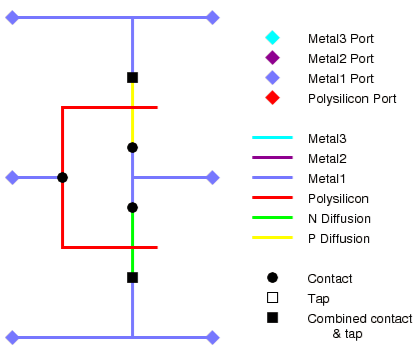 Metal3 Port
Metal2 Port
Metal1 Port
Polysilicon Port
Metal3
Metal2
Metal1
Polysilicon
N Diffusion
P Diffusion
Contact
Tap
Combined contact
& tap